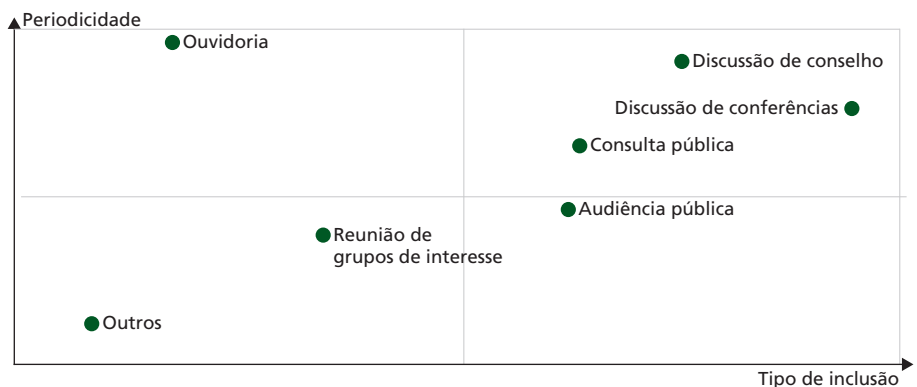 Periodicidade
Ouvidoria
Discussão de conselho
Discussão de conferências
Consulta pública
Audiência pública
Reunião de
grupos de interesse
Outros
Tipo de inclusão